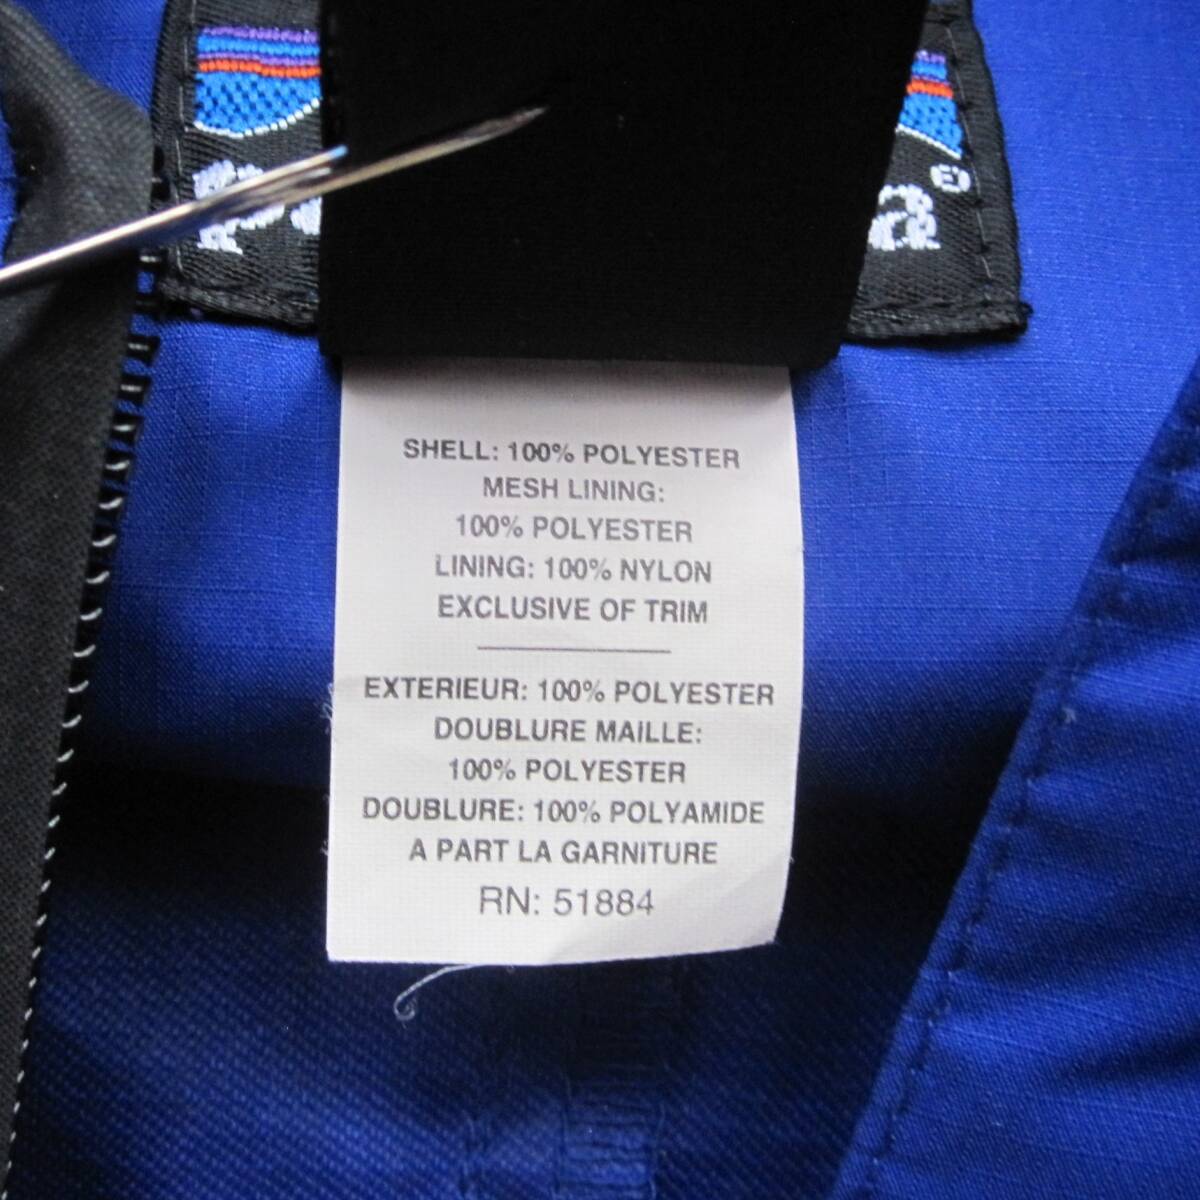 SHELL: 100% POLYESTER
MESH LINING:
100% POLYESTER
LINING: 100% NYLON
EXCLUSIVE OF TRIM
EXTERIEUR: 100% POLYESTER
DOUBLURE MAILLE:
100% POLYESTER
DOUBLURE: 100% POLYAMIDE
A PART LA GARNITURE
RN: 51884